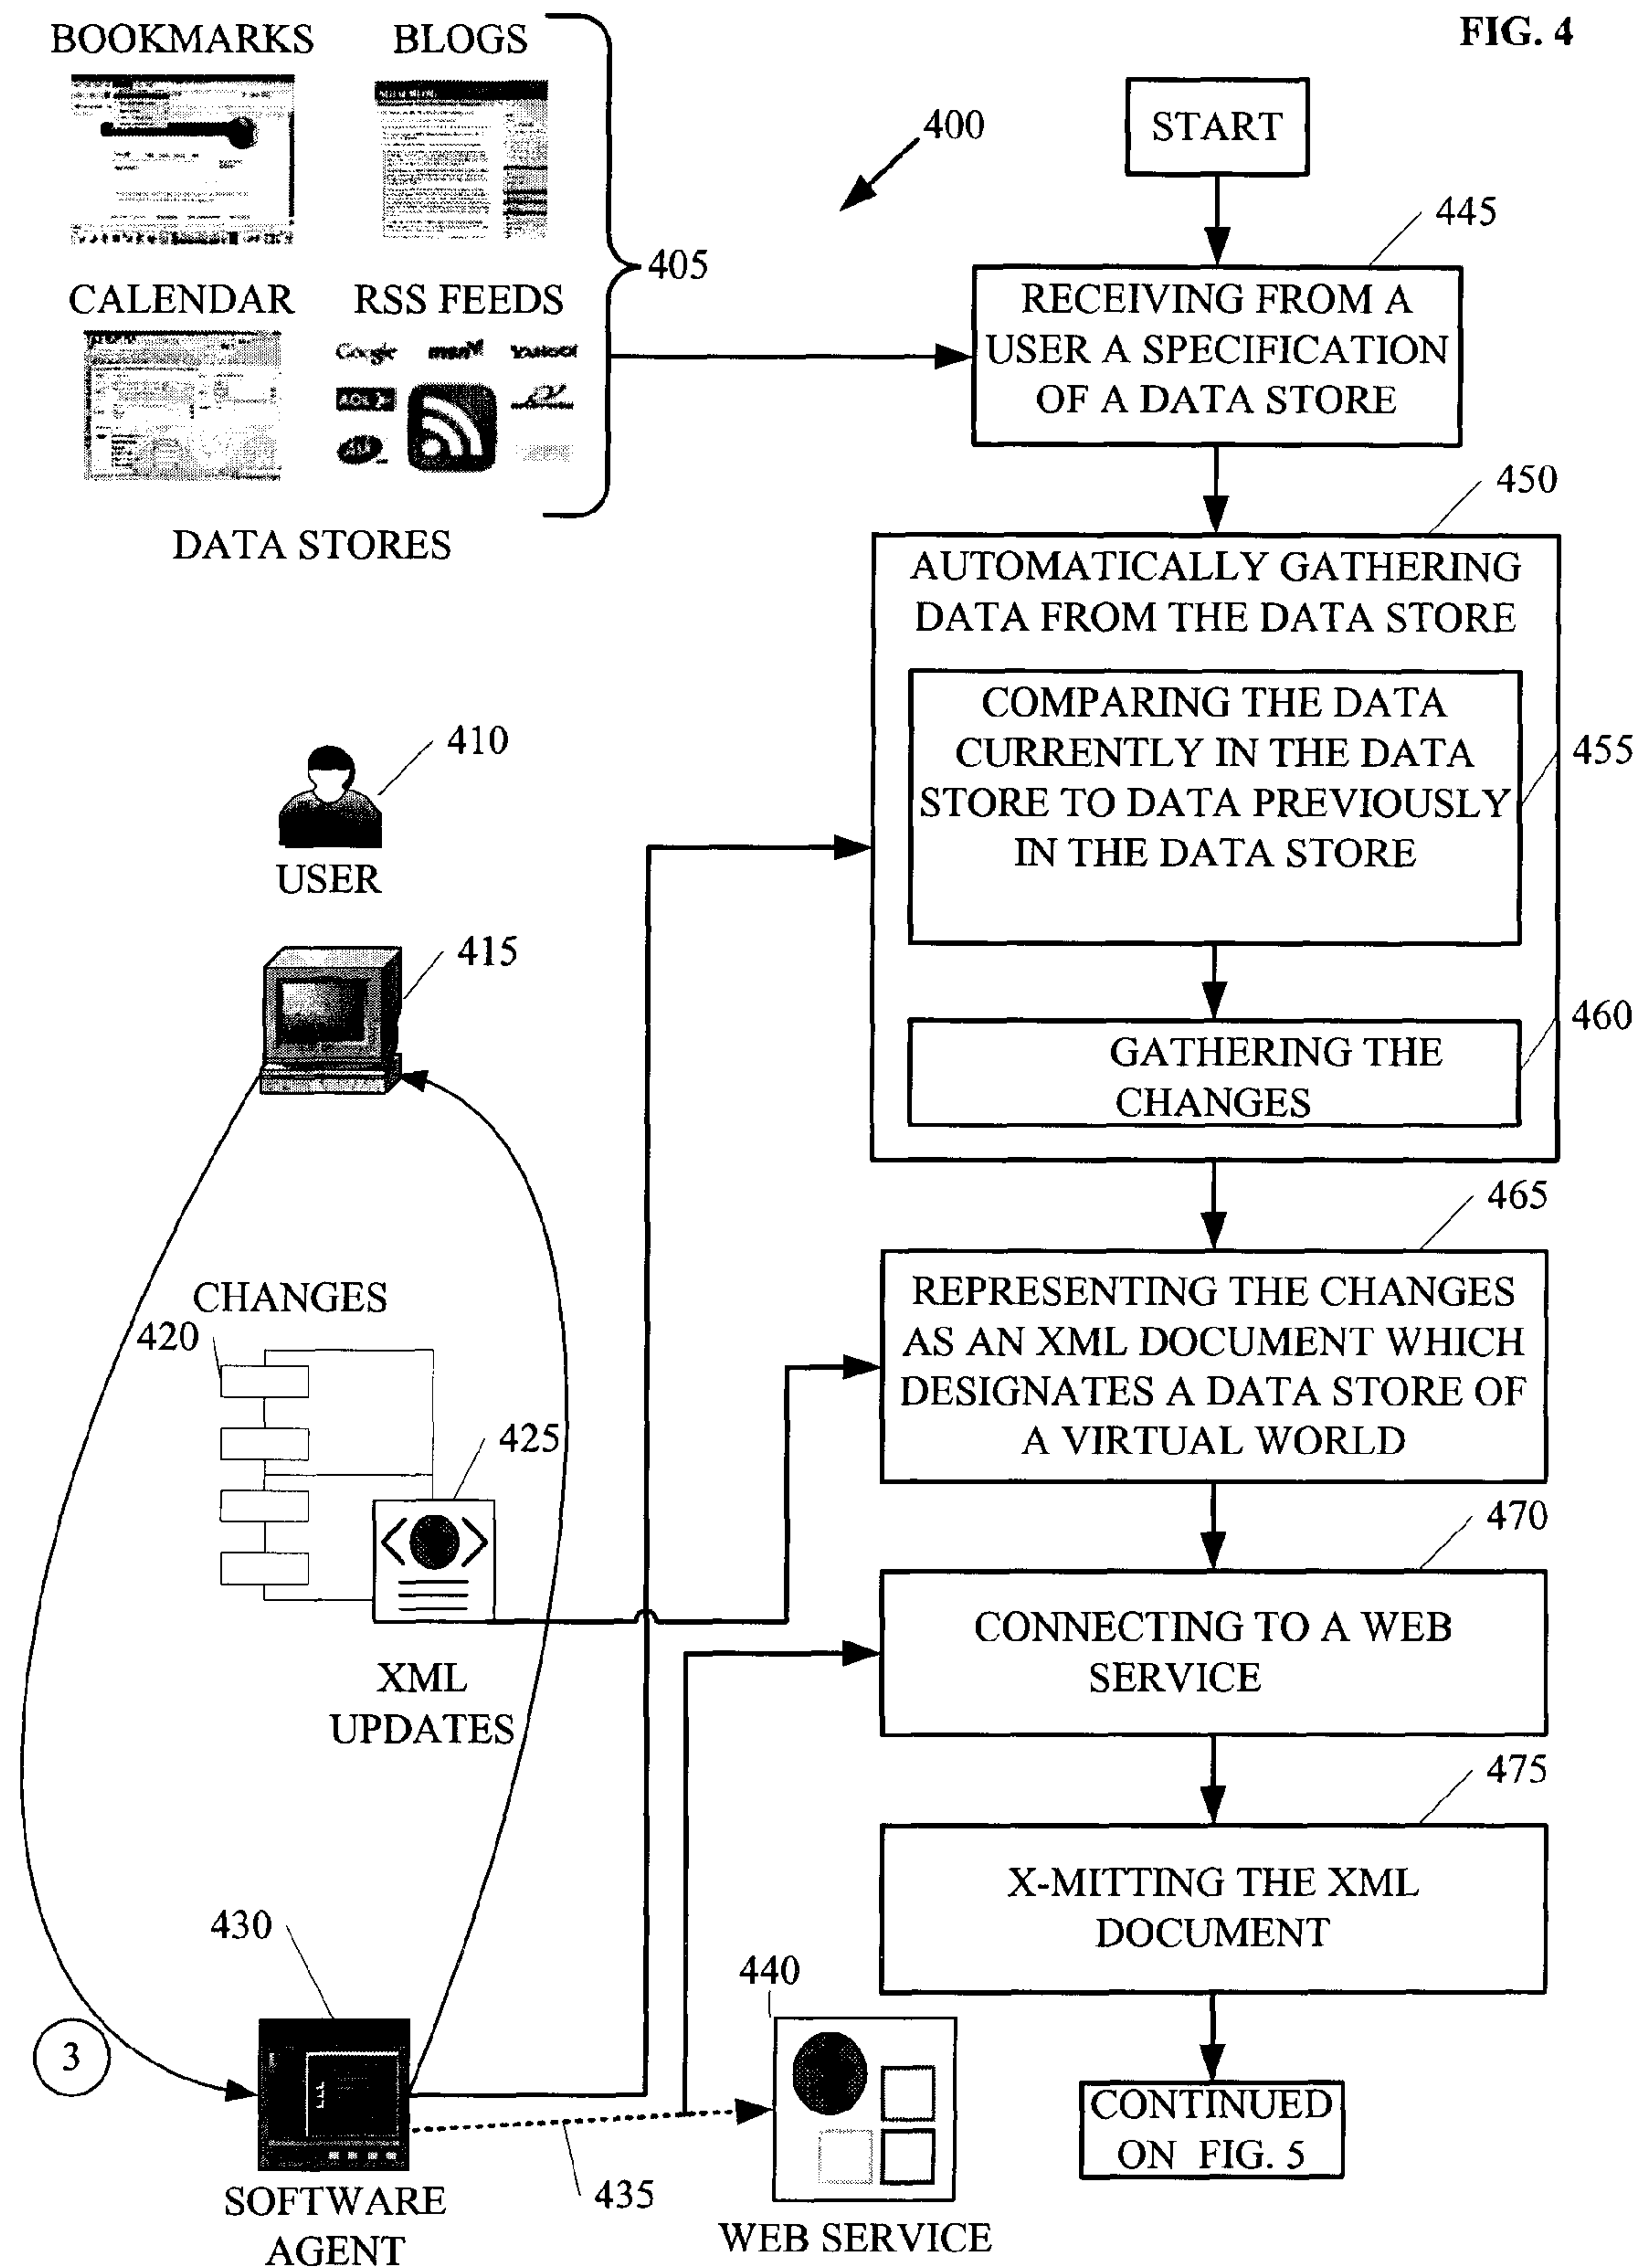 FIG. 4
BOOKMARKS
BLOGS
CALENDAR
RSS FEEDS
Google
msn
YAHOO!
AOL
405
DATA STORES
400
START
445
RECEIVING FROM A
USER A SPECIFICATION
OF A DATA STORE
450
AUTOMATICALLY GATHERING
DATA FROM THE DATA STORE
COMPARING THE DATA
CURRENTLY IN THE DATA
STORE TO DATA PREVIOUSLY
IN THE DATA STORE
455
GATHERING THE
CHANGES
460
410
USER
415
CHANGES
420
425
XML
UPDATES
465
REPRESENTING THE CHANGES
AS AN XML DOCUMENT WHICH
DESIGNATES A DATA STORE OF
A VIRTUAL WORLD
470
CONNECTING TO A WEB
SERVICE
475
X-MITTING THE XML
DOCUMENT
430
3
SOFTWARE
AGENT
435
440
WEB SERVICE
CONTINUED
ON FIG. 5